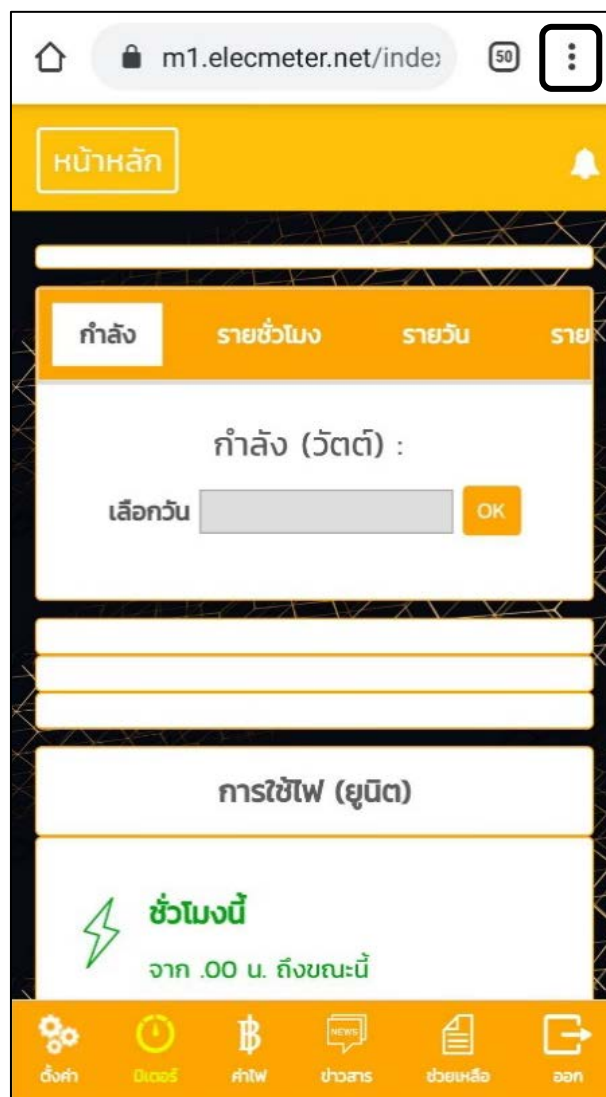 m1.elecmeter.net/index
50
หน้าหลัก
กำลัง รายชั่วโมง รายวัน ราย
กำลัง (วัตต์) :
เลือกวัน OK
การใช้ไฟ (ยูนิต)
ชั่วโมงนี้
จาก .00 น. ถึงขณะนี้
NEWS
ตั้งค่า มิเตอร์ ค่าไฟ ข่าวสาร ช่วยเหลือ ออก